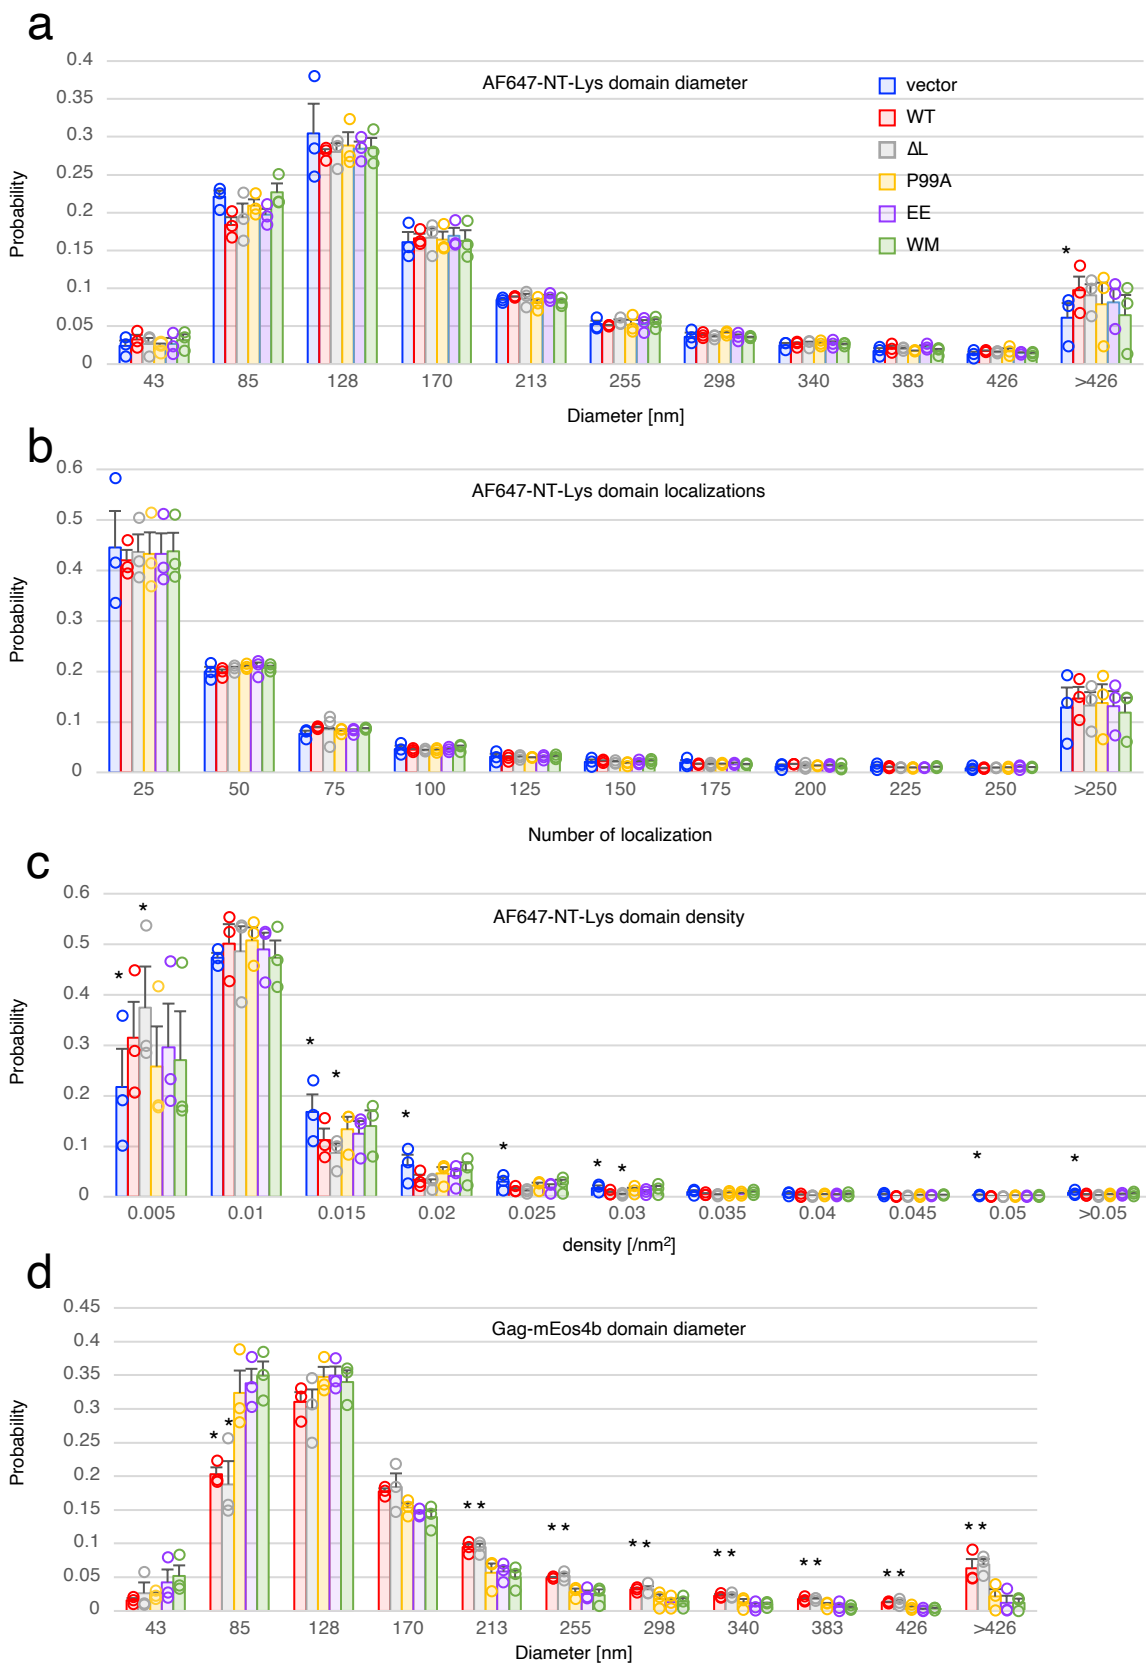 a
AF647-NT-Lys domain diameter
0.4
0.35
0.3
0.25
0.2
0.15
0.1
0.05
0
Probability
vector
WT
ΔL
P99A
EE
WM
*
43 85 128 170 213 255 298 340 383 426 >426
Diameter [nm]
b
AF647-NT-Lys domain localizations
0.6
0.5
0.4
0.3
0.2
0.1
0
Probability
25 50 75 100 125 150 175 200 225 250 >250
Number of localization
c
AF647-NT-Lys domain density
0.6
0.5
0.4
0.3
0.2
0.1
0
Probability
* * * * * * * * * *
0.005 0.01 0.015 0.02 0.025 0.03 0.035 0.04 0.045 0.05 >0.05
density [/nm²]
d
Gag-mEos4b domain diameter
0.45
0.4
0.35
0.3
0.25
0.2
0.15
0.1
0.05
0
Probability
* * * * * * * * * * * * * * * *
43 85 128 170 213 255 298 340 383 426 >426
Diameter [nm]